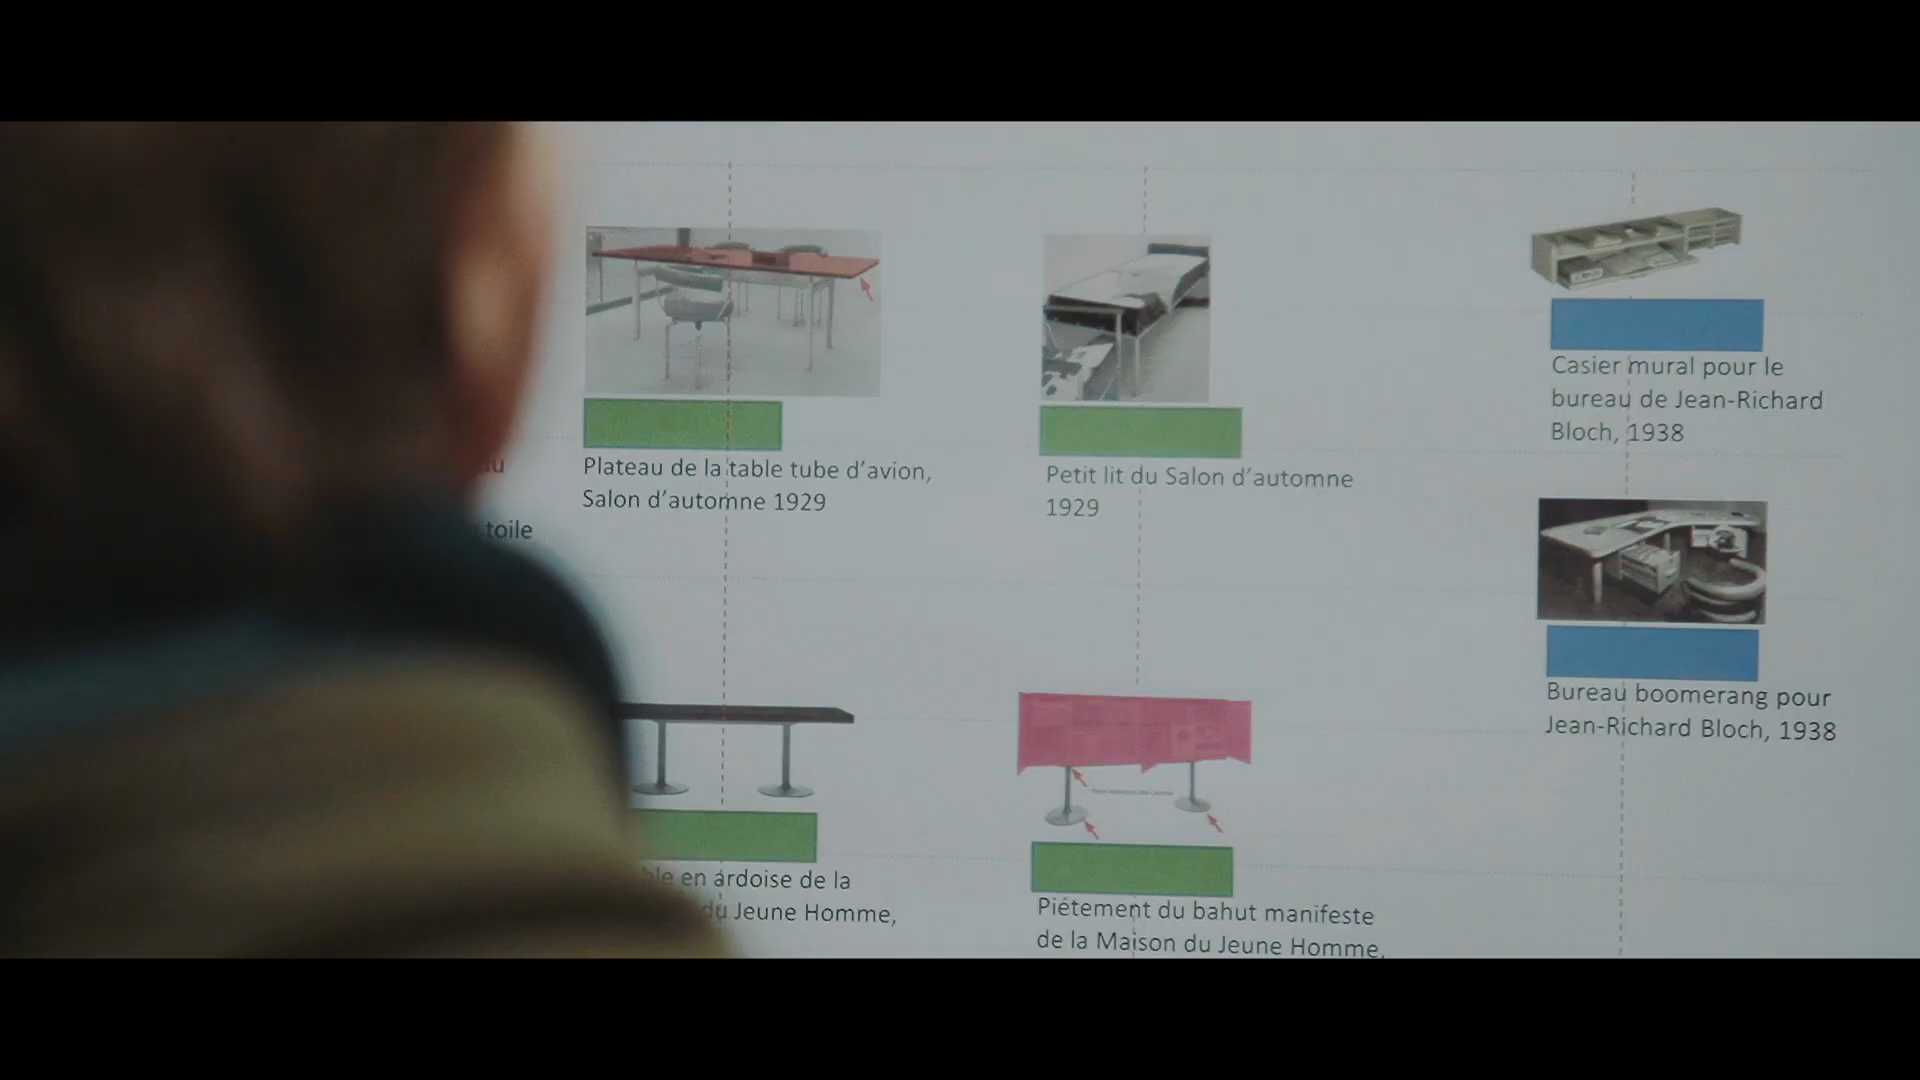 Casier mural pour le
bureau de Jean-Richard
Bloch, 1938
Plateau de la table tube d’avion,
Salon d’automne 1929
Petit lit du Salon d’automne
1929
toile
Bureau boomerang pour
Jean-Richard Bloch, 1938
en ardoise de la
du Jeune Homme,
Piétement du bahut manifeste
de la Maison du Jeune Homme,